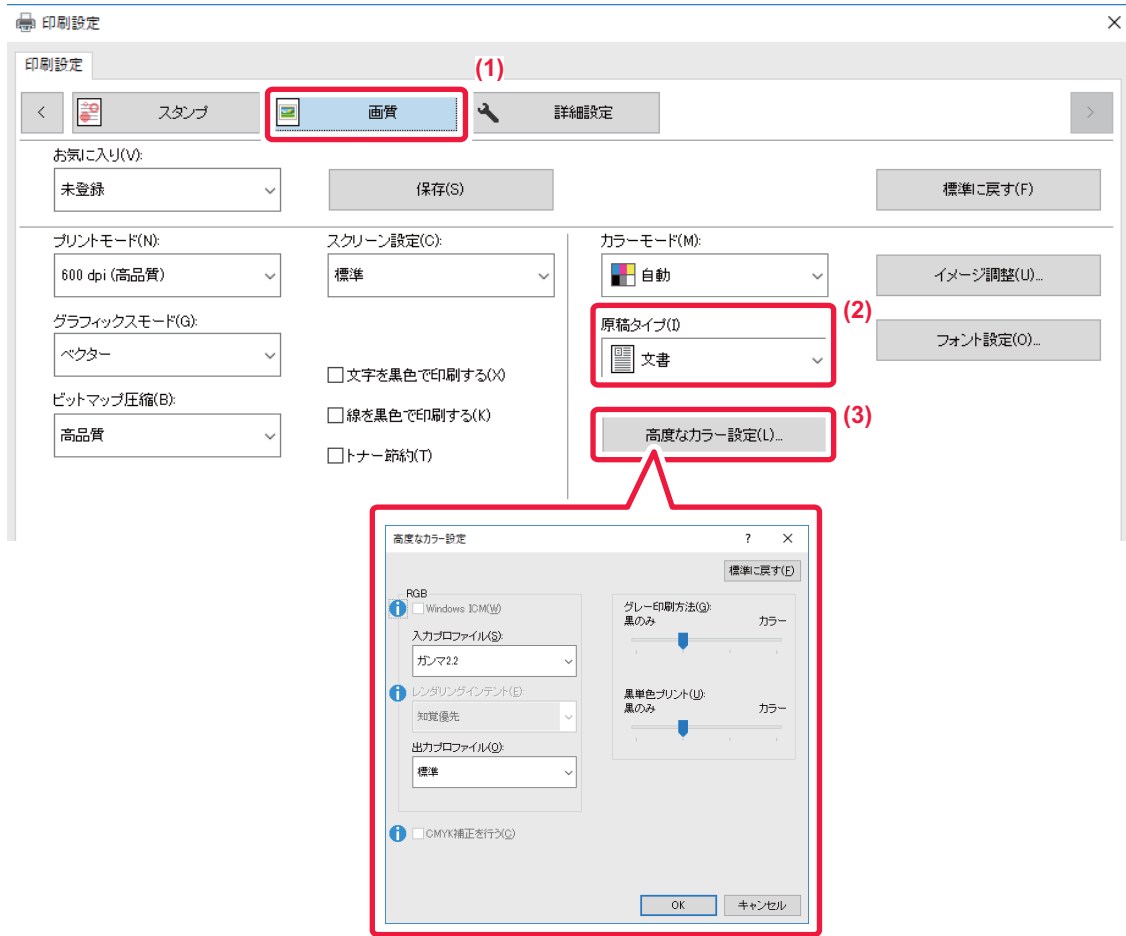 印刷設定
印刷設定
(1)
スタンプ
画質
詳細設定
お気に入り(V):
未登録
保存(S)
標準に戻す(F)
プリントモード(N):
600 dpi (高品質)
スクリーン設定(C):
標準
カラーモード(M):
自動
イメージ調整(U)...
グラフィックスモード(G):
ベクター
(2)
原稿タイプ(I)
文書
フォント設定(O)...
文字を黒色で印刷する(X)
ビットマップ圧縮(B):
高品質
線を黒色で印刷する(K)
トナー節約(T)
(3)
高度なカラー設定(L)...
高度なカラー設定
?
標準に戻す(F)
RGB
Windows ICM(W)
入力プロファイル(S):
ガンマ2.2
レンダリングインテント(E):
知覚優先
出力プロファイル(O):
標準
CMYK補正を行う(C)
グレー印刷方法(G):
黒のみ カラー
黒単色プリント(U):
黒のみ カラー
OK
キャンセル